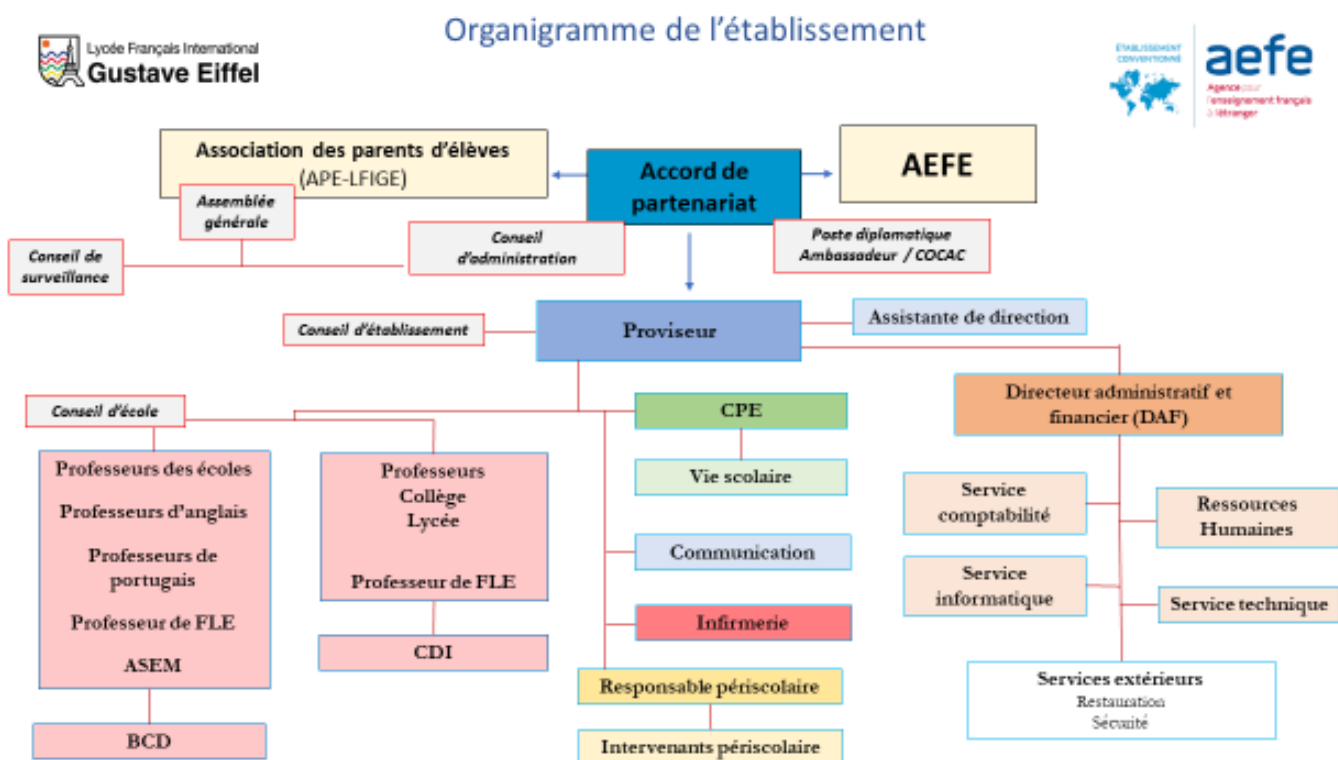 Organigramme de l'établissement
Lycée Français International
Gustave Eiffel
ÉTABLISSEMENT
CONVENTIONNÉ
aefe
Agence pour
l'enseignement français
à l'étranger
Association des parents d'élèves
(APE-LFIGE)
Accord de
partenariat
AEFE
Assemblée
générale
Conseil de
surveillance
Conseil
d'administration
Poste diplomatique
Ambassadeur / COCAC
Conseil d'établissement
Proviseur
Assistante de direction
Directeur administratif et
financier (DAF)
Conseil d'école
CPE
Vie scolaire
Professeurs des écoles
Professeurs d'anglais
Professeurs de
portugais
Professeur de FLE
ASEM
BCD
Professeurs
Collège
Lycée
Professeur de FLE
CDI
Communication
Infirmerie
Responsable périscolaire
Intervenants périscolaire
Service
comptabilité
Ressources
Humaines
Service
informatique
Service technique
Services extérieurs
Restauration
Sécurité